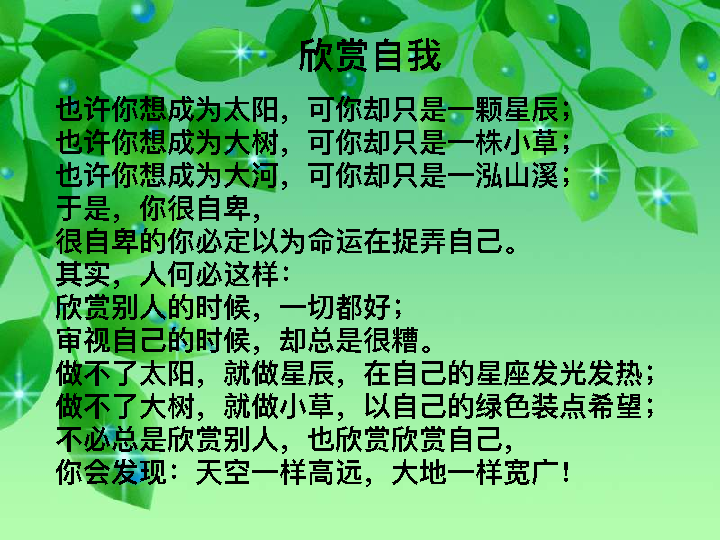 欣赏自我
也许你想成为太阳，可你却只是一颗星辰；
也许你想成为大树，可你却只是一株小草；
也许你想成为大河，可你却只是一泓山溪；
于是，你很自卑，
很自卑的你必定以为命运在捉弄自己。
其实，人何必这样：
欣赏别人的时候，一切都好；
审视自己的时候，却总是很糟。
做不了太阳，就做星辰，在自己的星座发光发热；
做不了大树，就做小草，以自己的绿色装点希望；
不必总是欣赏别人，也欣赏欣赏自己，
你会发现：天空一样高远，大地一样宽广！